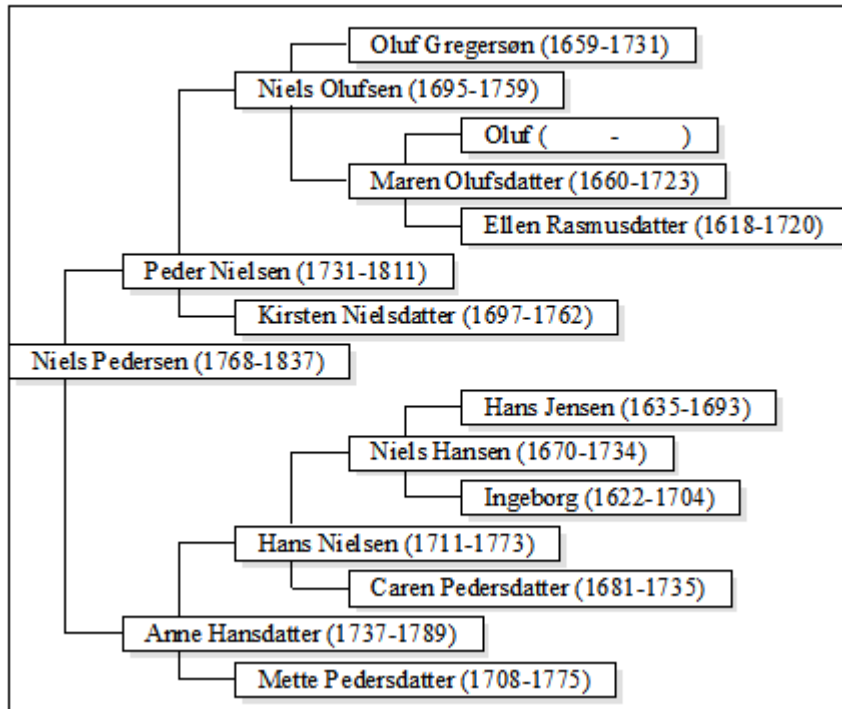 Oluf Gregersøn (1659-1731)
Niels Olufsen (1695-1759)
Oluf (          -          )
Maren Olufsdatter (1660-1723)
Ellen Rasmusdatter (1618-1720)
Peder Nielsen (1731-1811)
Kirsten Nielsdatter (1697-1762)
Niels Pedersen (1768-1837)
Hans Jensen (1635-1693)
Niels Hansen (1670-1734)
Ingeborg (1622-1704)
Hans Nielsen (1711-1773)
Caren Pedersdatter (1681-1735)
Anne Hansdatter (1737-1789)
Mette Pedersdatter (1708-1775)